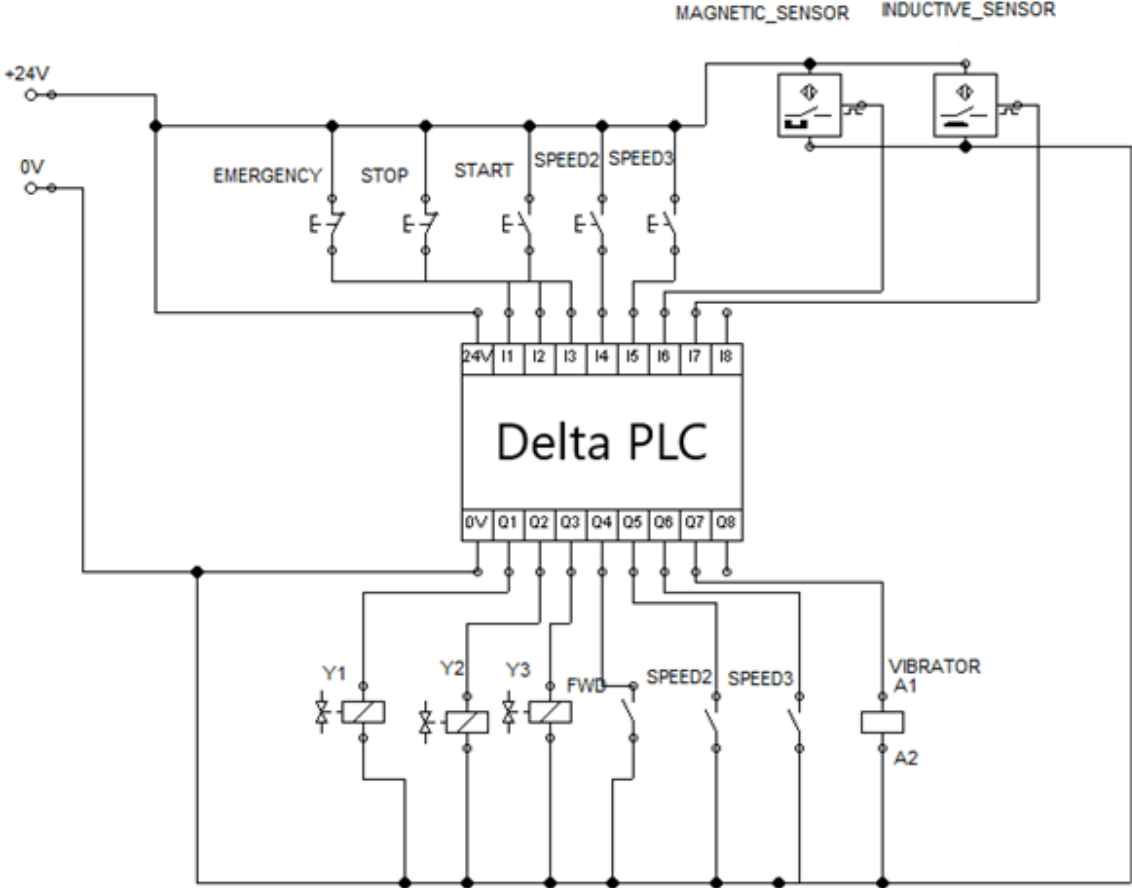 MAGNETIC_SENSOR INDUCTIVE_SENSOR
+24V
0V
EMERGENCY STOP START SPEED2 SPEED3
24V I1 I2 I3 I4 I5 I6 I7 I8
Delta PLC
0V Q1 Q2 Q3 Q4 Q5 Q6 Q7 Q8
Y1 Y2 Y3 FWD SPEED2 SPEED3 VIBRATOR
A1
A2